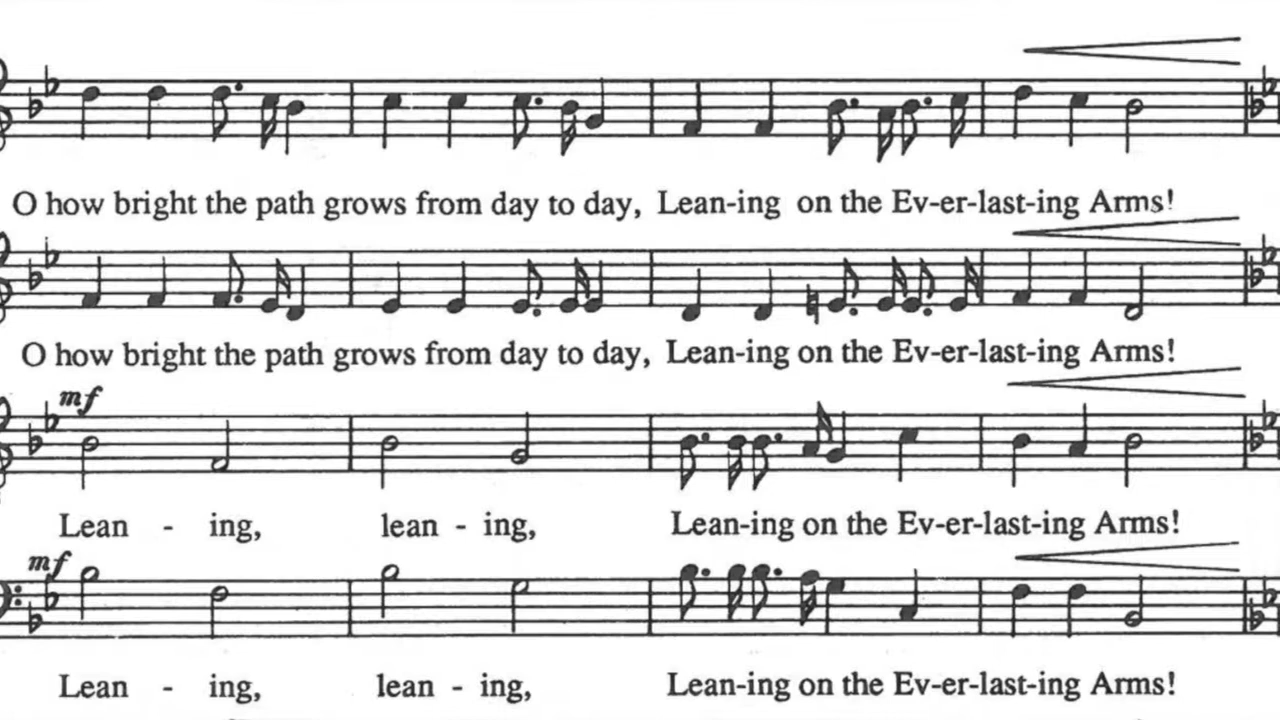 O how bright the path grows from day to day, Lean-ing on the Ev-er-last-ing Arms!
O how bright the path grows from day to day, Lean-ing on the Ev-er-last-ing Arms!
mf
Lean - ing, lean - ing, Lean-ing on the Ev-er-last-ing Arms!
mf
Lean - ing, lean - ing, Lean-ing on the Ev-er-last-ing Arms!